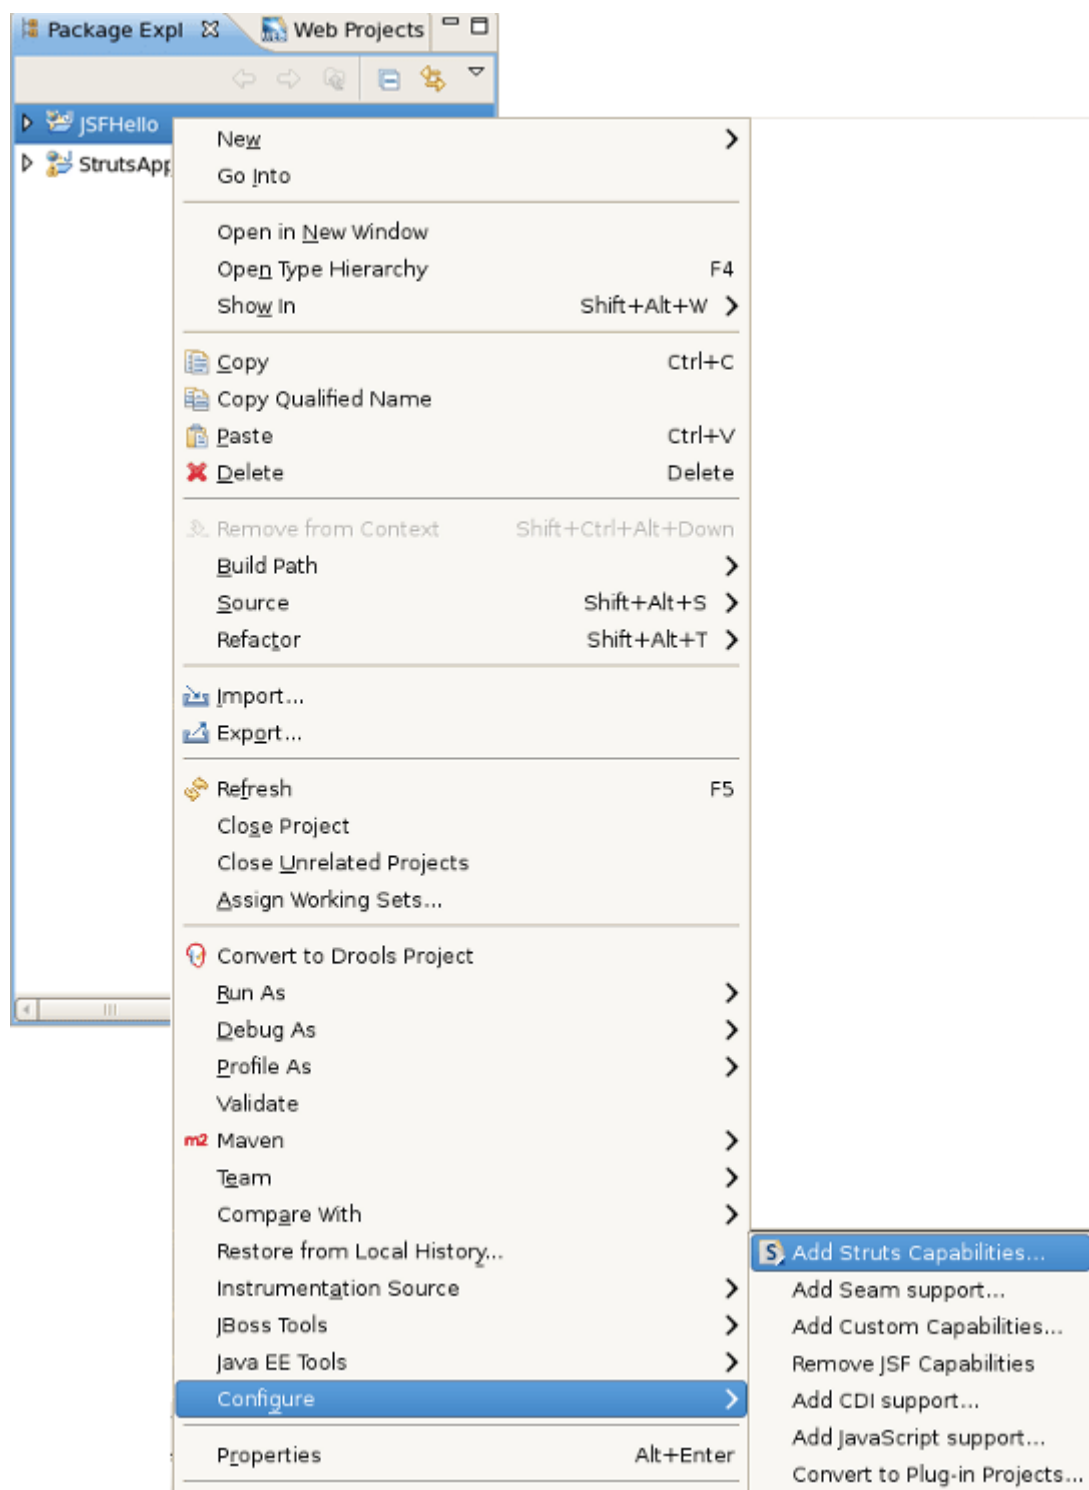 Package Expl Web Projects
JSFHello
StrutsApp
New
Go Into
Open in New Window
Open Type Hierarchy F4
Show In Shift+Alt+W
Copy Ctrl+C
Copy Qualified Name
Paste Ctrl+V
Delete Delete
Remove from Context Shift+Ctrl+Alt+Down
Build Path
Source Shift+Alt+S
Refactor Shift+Alt+T
Import...
Export...
Refresh F5
Close Project
Close Unrelated Projects
Assign Working Sets...
Convert to Drools Project
Run As
Debug As
Profile As
Validate
m2 Maven
Team
Compare With
Restore from Local History...
Instrumentation Source
JBoss Tools
Java EE Tools
Configure
Properties Alt+Enter
S Add Struts Capabilities...
Add Seam support...
Add Custom Capabilities...
Remove JSF Capabilities
Add CDI support...
Add JavaScript support...
Convert to Plug-in Projects...